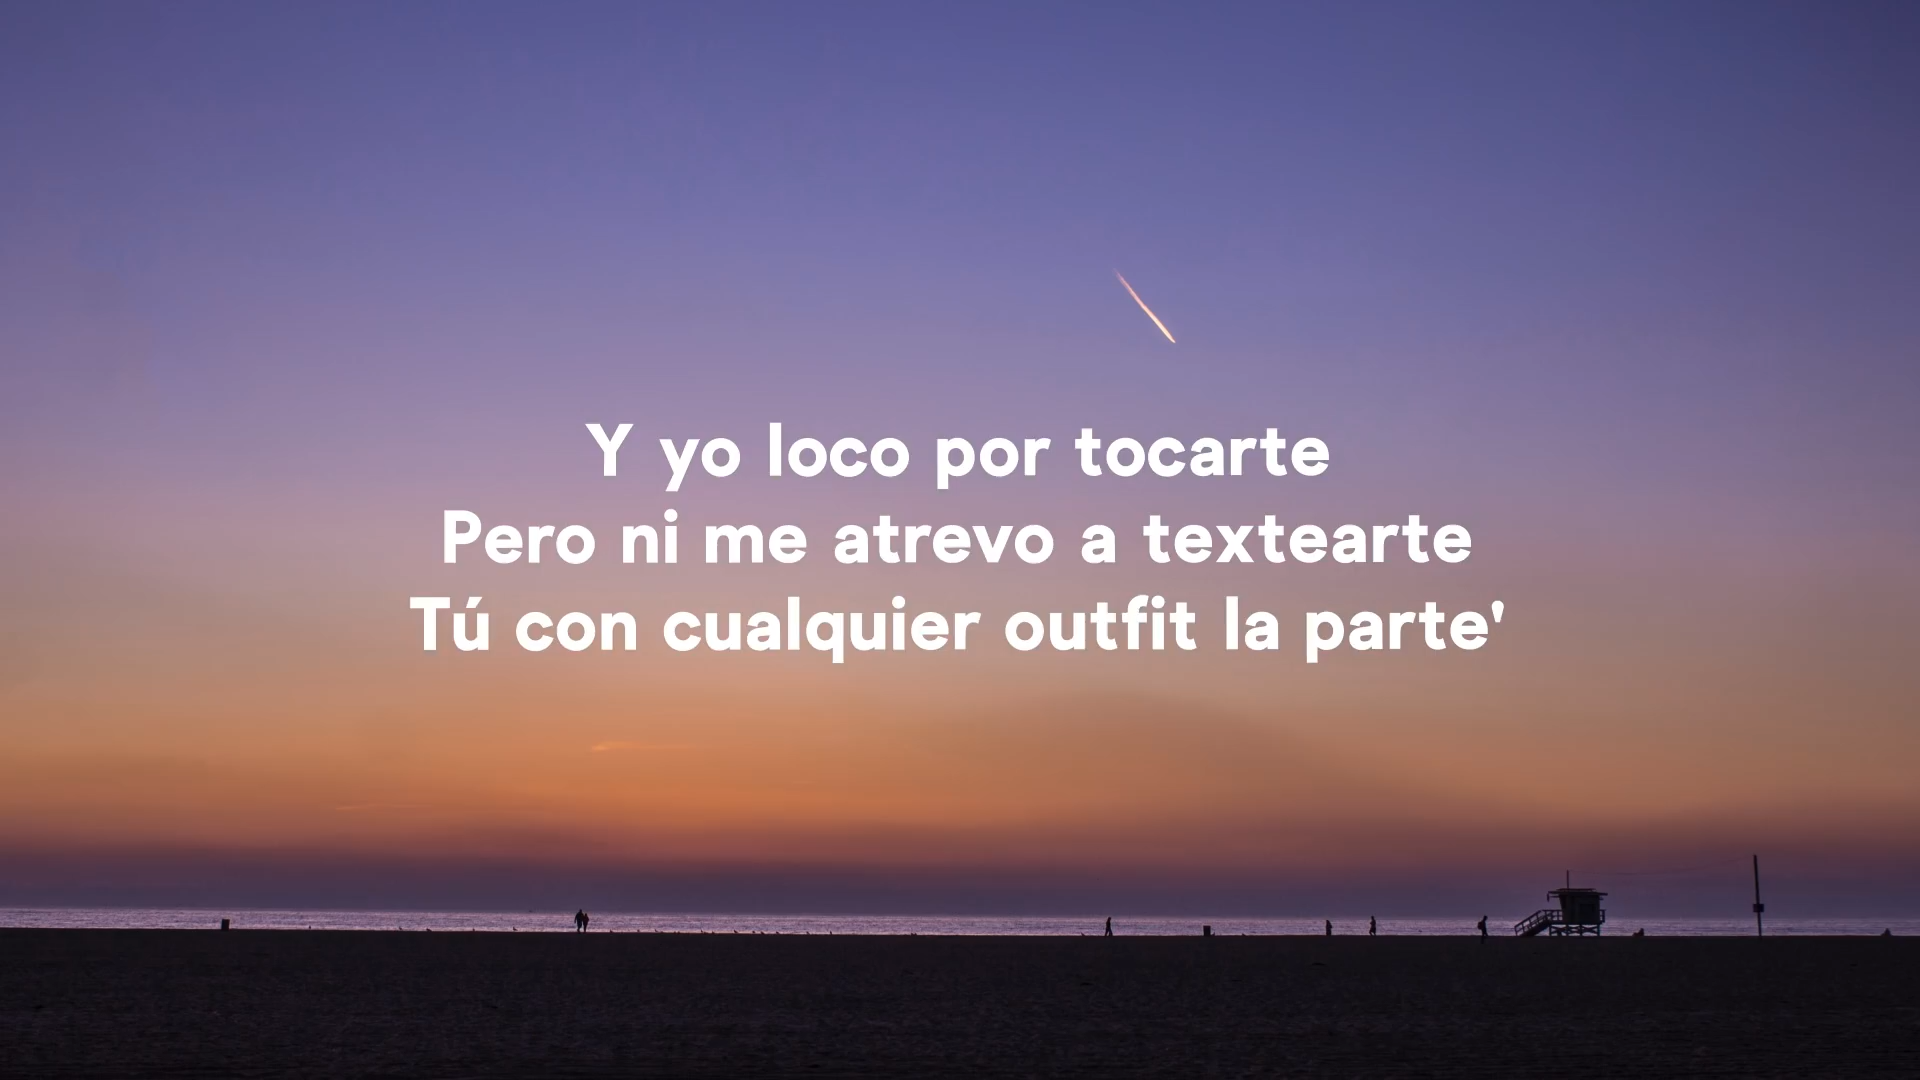 Y yo loco por tocarte
Pero ni me atrevo a textearte
Tú con cualquier outfit la parte'